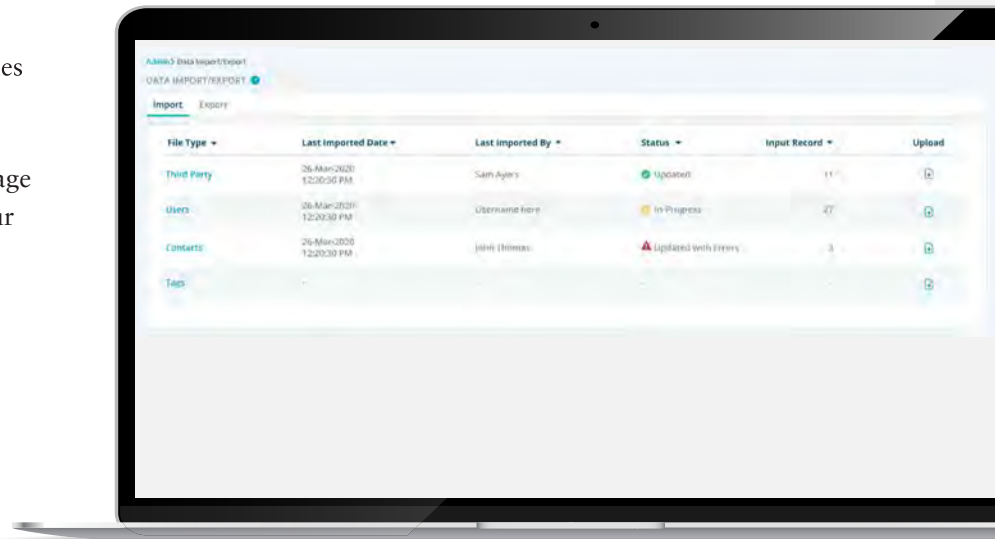 es
age
ur
Admin > Data Import/Export
DATA IMPORT/EXPORT
Import Export
File Type Last Imported Date Last Imported By Status Input Record Upload
Third Party 26-Mar-2020 12:20:30 PM Sam Ayers Updated 11
Users 26-Mar-2020 12:20:30 PM Username here In Progress 27
Contacts 26-Mar-2020 12:20:30 PM John Thomas Updated with Errors 3
Tags - - - -